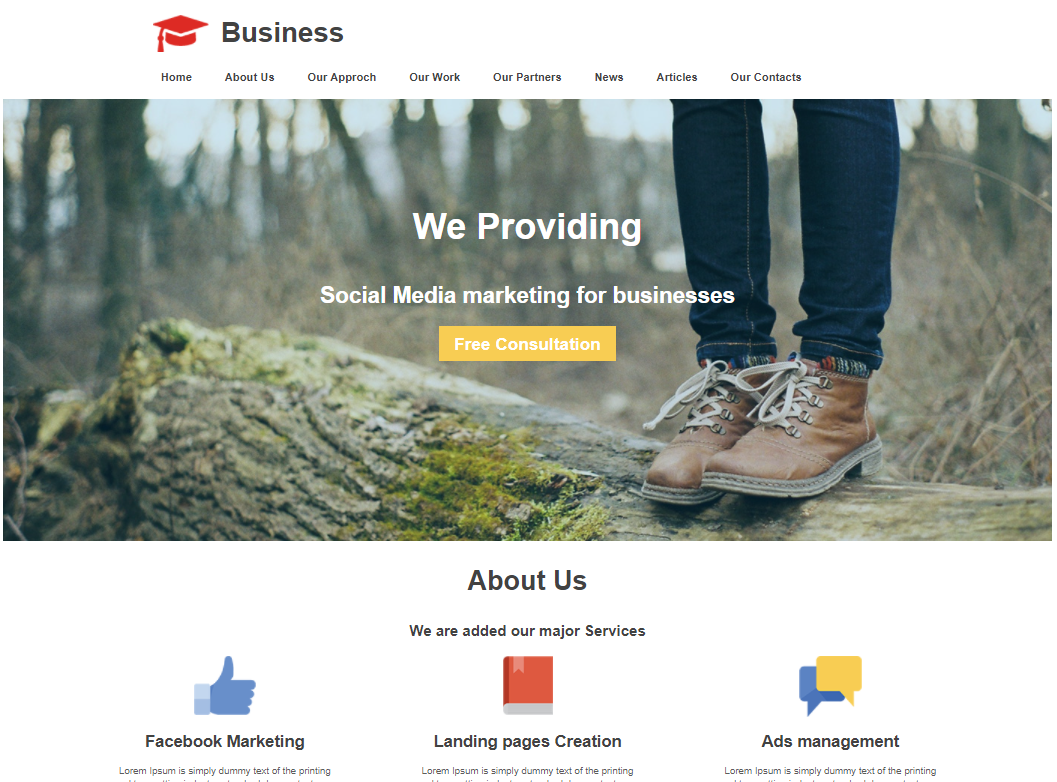 Business
Home About Us Our Approch Our Work Our Partners News Articles Our Contacts
We Providing
Social Media marketing for businesses
Free Consultation
About Us
We are added our major Services
Facebook Marketing Landing pages Creation Ads management
Lorem Ipsum is simply dummy text of the printing Lorem Ipsum is simply dummy text of the printing Lorem Ipsum is simply dummy text of the printing